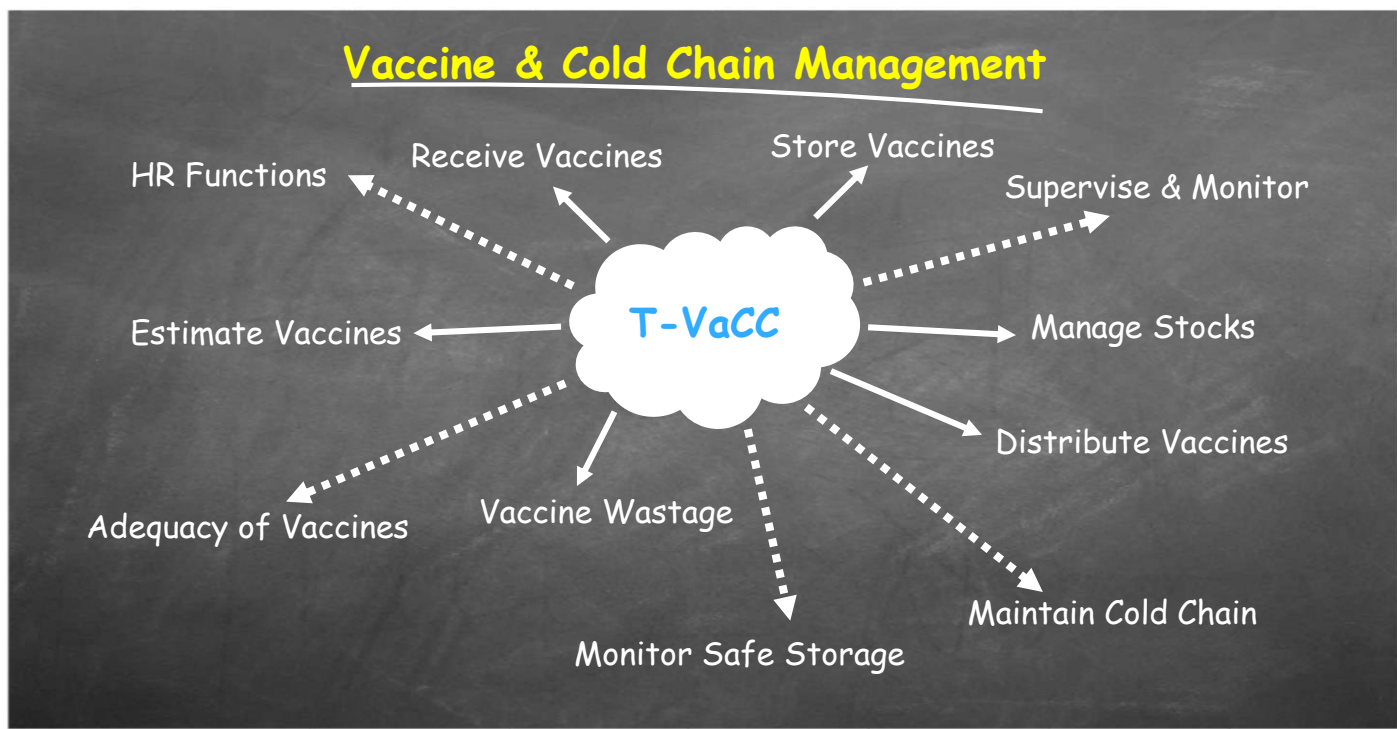 Vaccine & Cold Chain Management
Receive Vaccines
Store Vaccines
HR Functions
Supervise & Monitor
T-VaCC
Estimate Vaccines
Manage Stocks
Distribute Vaccines
Adequacy of Vaccines
Vaccine Wastage
Maintain Cold Chain
Monitor Safe Storage